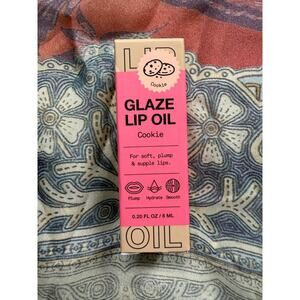 LIP
Cookie
GLAZE
LIP OIL
Cookie
For soft, plump
& supple lips.
Plump Hydrate Smooth
0.20 FL OZ / 6 ML
OIL